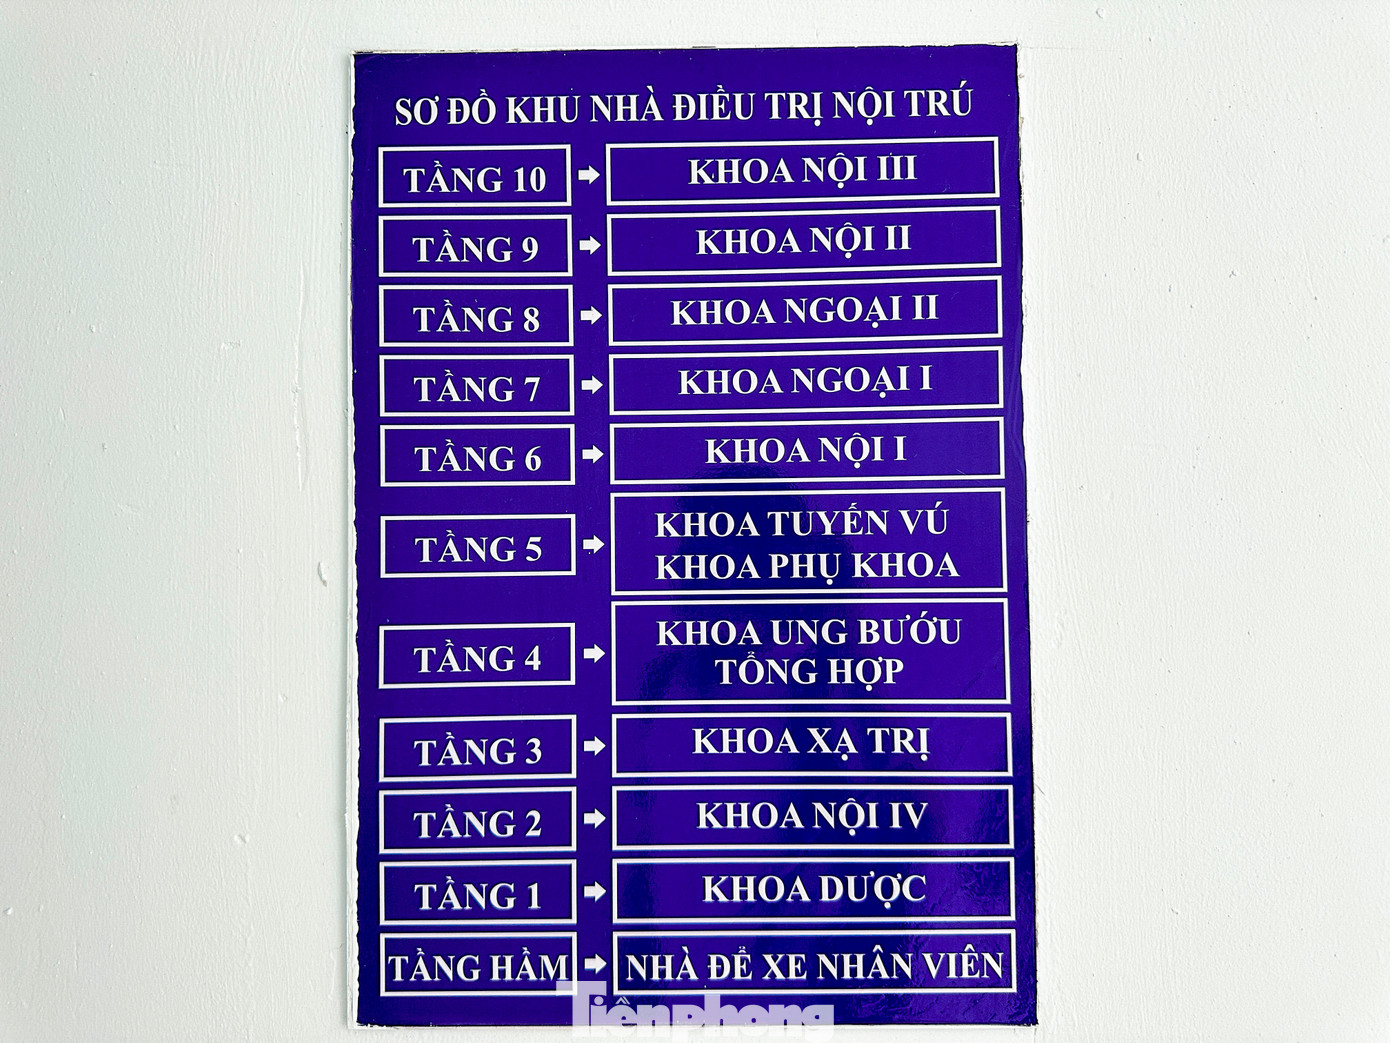 SƠ ĐỒ KHU NHÀ ĐIỀU TRỊ NỘI TRÚ
TẦNG 10 KHOA NỘI III
TẦNG 9 KHOA NỘI II
TẦNG 8 KHOA NGOẠI II
TẦNG 7 KHOA NGOẠI I
TẦNG 6 KHOA NỘI I
TẦNG 5 KHOA TUYẾN VÚ
KHOA PHỤ KHOA
TẦNG 4 KHOA UNG BƯỚU
TỔNG HỢP
TẦNG 3 KHOA XẠ TRỊ
TẦNG 2 KHOA NỘI IV
TẦNG 1 KHOA DƯỢC
TẦNG HẦM NHÀ ĐỂ XE NHÂN VIÊN
Tiền phong